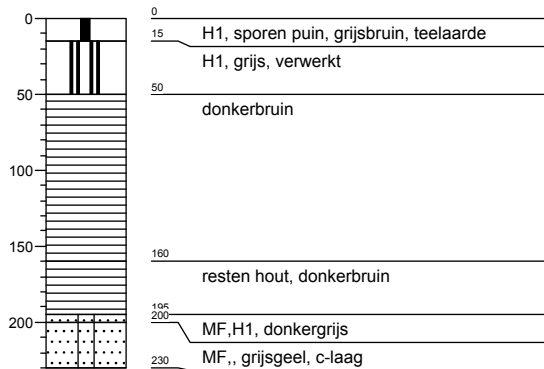 0
0
H1, sporen puin, grijsbruin, teelaarde
15
H1, grijs, verwerkt
50
50
donkerbruin
100
150
160
resten hout, donkerbruin
195
200
200
MF,H1, donkergrijs
MF,, grijsgeel, c-laag
230